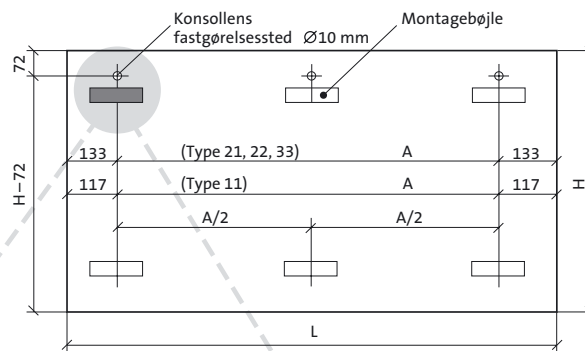 Konsollens
fastgørelsessted Ø10 mm
Montagebøjle
72
133 (Type 21, 22, 33) A 133
117 (Type 11) A 117
H–72
H
A/2 A/2
L